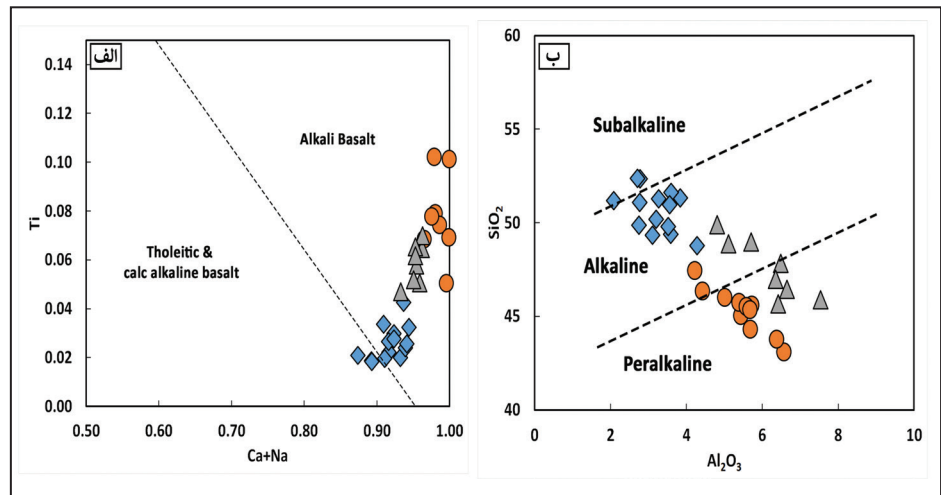 الف
Ti
0.14
0.12
0.10
0.08
0.06
0.04
0.02
0.00
Alkali Basalt
Tholeitic &
calc alkaline basalt
0.50 0.60 0.70 0.80 0.90 1.00
Ca+Na
ب
SiO₂
60
55
50
45
40
Subalkaline
Alkaline
Peralkaline
0 2 4 6 8 10
Al₂O₃